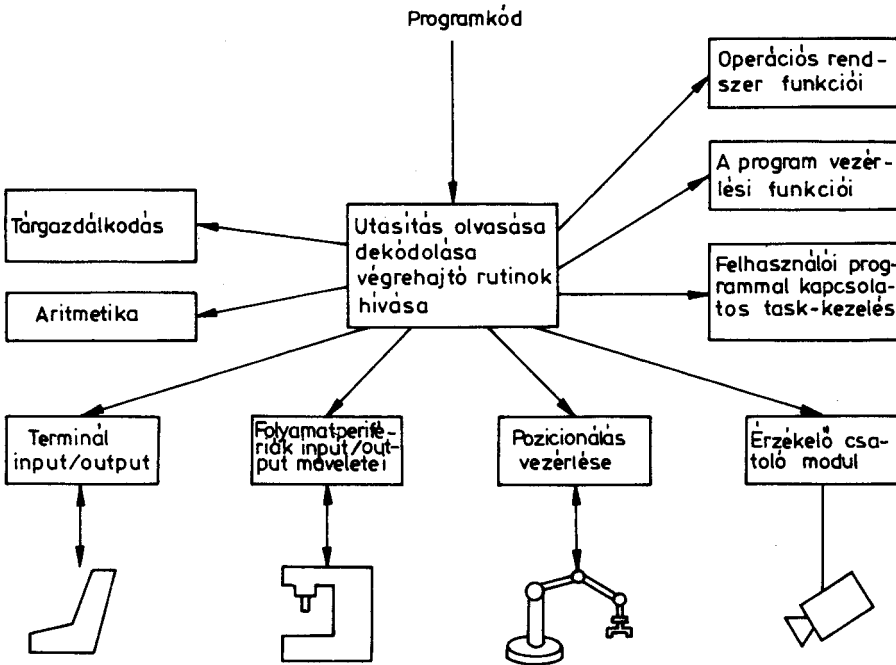 Programkód
Operációs rend-
szer funkciói
A program vezér-
lési funkciói
Tárgazdálkodás
Utasítás olvasása
dekódolása
végrehajtó rutinok
hívása
Felhasználói prog-
rammal kapcsola-
tos task-kezelés
Aritmetika
Terminál
input/output
Folyamatperifé-
riák input/out-
put műveletei
Pozicionálás
vezérlése
Érzékelő csa-
toló modul